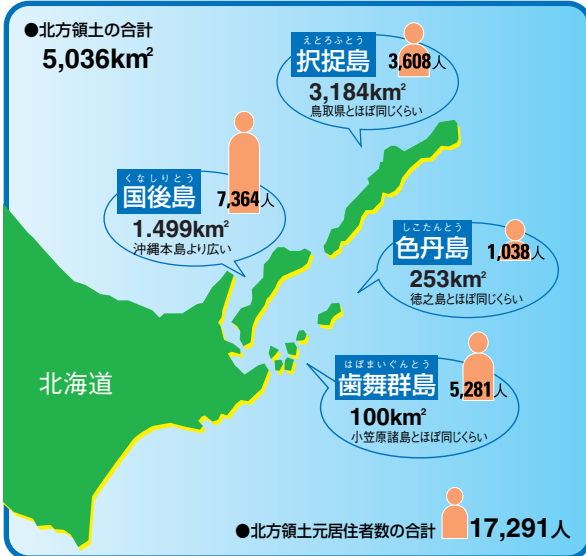 ●北方領土の合計
5,036km²
えとろふとう
択捉島
3,608人
3,184km²
鳥取県とほぼ同じくらい
くなしりとう
国後島
7,364人
1.499km²
沖縄本島より広い
しこたんとう
色丹島
1,038人
253km²
徳之島とほぼ同じくらい
はぼまいぐんとう
歯舞群島
5,281人
100km²
小笠原諸島とほぼ同じくらい
北海道
●北方領土元居住者数の合計 17,291人